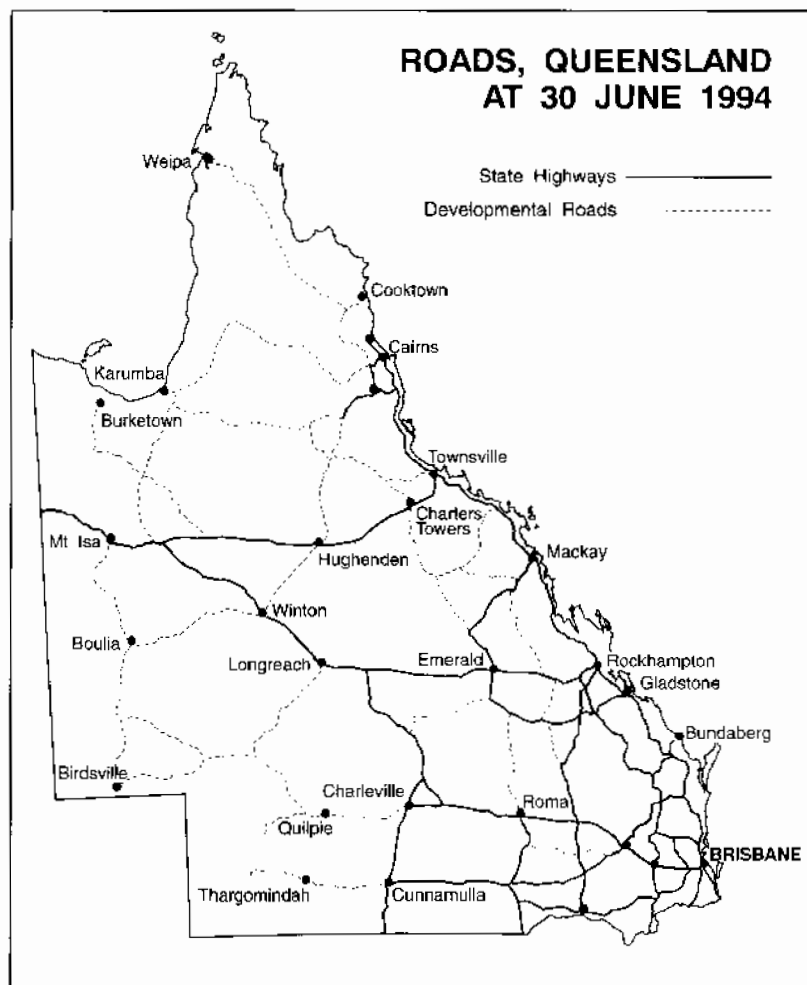 ROADS, QUEENSLAND
AT 30 JUNE 1994
State Highways
Developmental Roads
Weipa
Cooktown
Cairns
Karumba
Burketown
Townsville
Charters
Towers
Mt Isa
Hughenden
Mackay
Winton
Boulia
Longreach
Emerald
Rockhampton
Gladstone
Bundaberg
Birdsville
Charleville
Roma
Quilpie
BRISBANE
Thargomindah
Cunnamulla